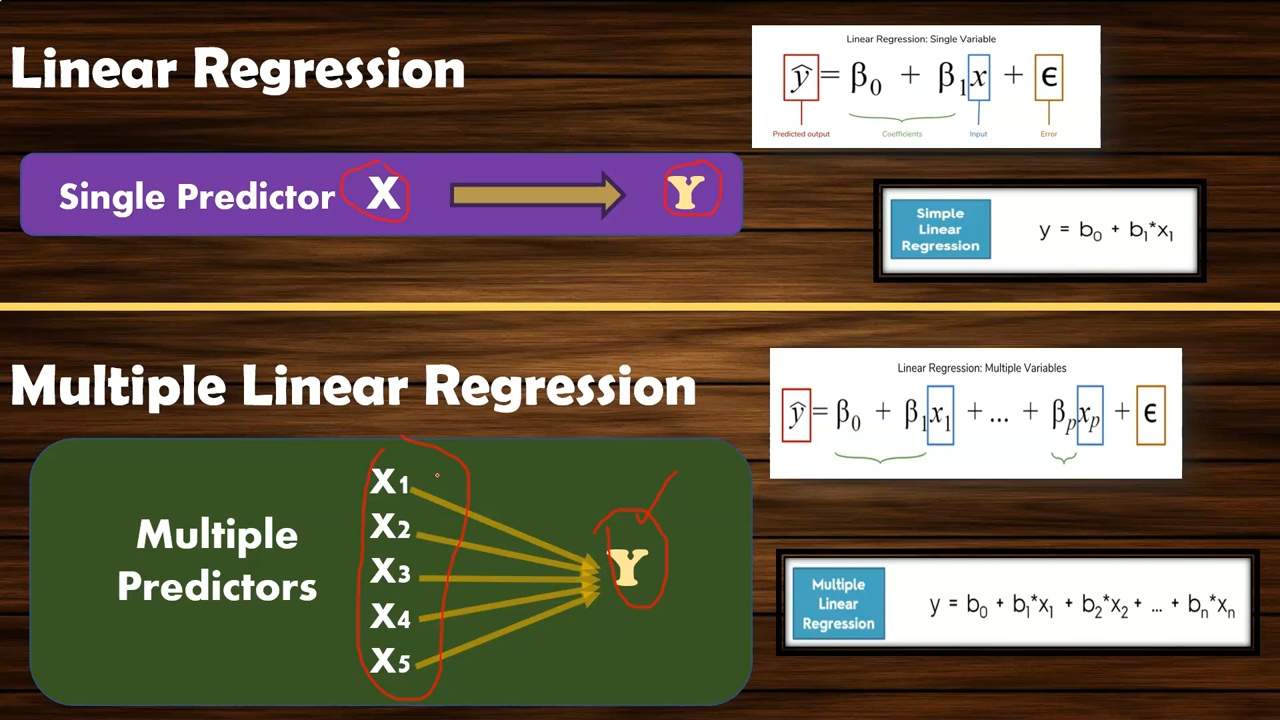 Linear Regression
Linear Regression: Single Variable
ŷ = β₀ + β₁x + ϵ
Predicted output Coefficients Input Error
Single Predictor X Y
Simple
Linear
Regression
y = b₀ + b₁*x₁
Multiple Linear Regression
Linear Regression: Multiple Variables
ŷ = β₀ + β₁x₁ + ... + βₚxₚ + ϵ
Multiple
Predictors
X1
X2
X3
X4
X5
Y
Multiple
Linear
Regression
y = b₀ + b₁*x₁ + b₂*x₂ + ... + bₙ*xₙ